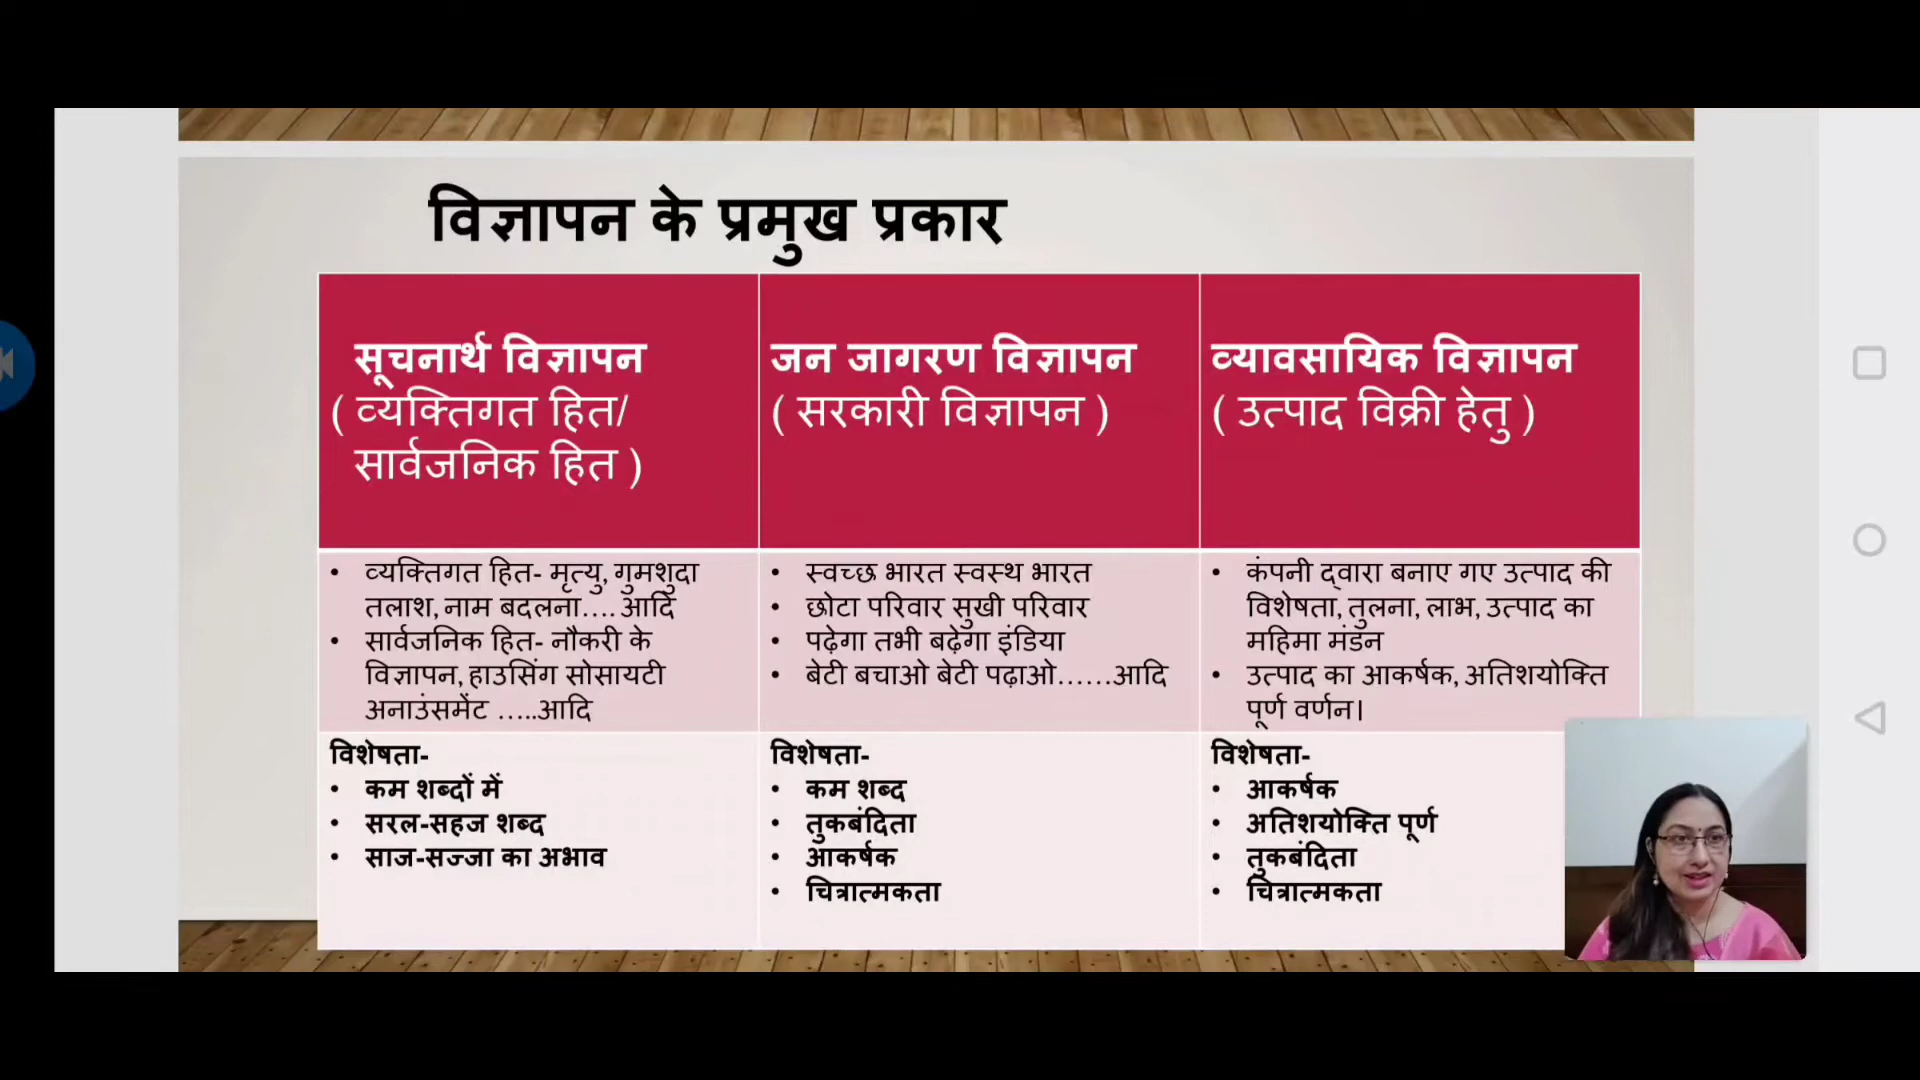 विज्ञापन के प्रमुख प्रकार
सूचनार्थ विज्ञापन
( व्यक्तिगत हित/
सार्वजनिक हित )
जन जागरण विज्ञापन
( सरकारी विज्ञापन )
व्यावसायिक विज्ञापन
( उत्पाद विक्री हेतु )
• व्यक्तिगत हित- मृत्यु, गुमशुदा
तलाश, नाम बदलना.... आदि
• सार्वजनिक हित- नौकरी के
विज्ञापन, हाउसिंग सोसायटी
अनाउंसमेंट .....आदि
• स्वच्छ भारत स्वस्थ भारत
• छोटा परिवार सुखी परिवार
• पढ़ेगा तभी बढ़ेगा इंडिया
• बेटी बचाओ बेटी पढ़ाओ......आदि
• कंपनी द्वारा बनाए गए उत्पाद की
विशेषता, तुलना, लाभ, उत्पाद का
महिमा मंडन
• उत्पाद का आकर्षक, अतिशयोक्ति
पूर्ण वर्णन।
विशेषता-
• कम शब्दों में
• सरल-सहज शब्द
• साज-सज्जा का अभाव
विशेषता-
• कम शब्द
• तुकबंदिता
• आकर्षक
• चित्रात्मकता
विशेषता-
• आकर्षक
• अतिशयोक्ति पूर्ण
• तुकबंदिता
• चित्रात्मकता